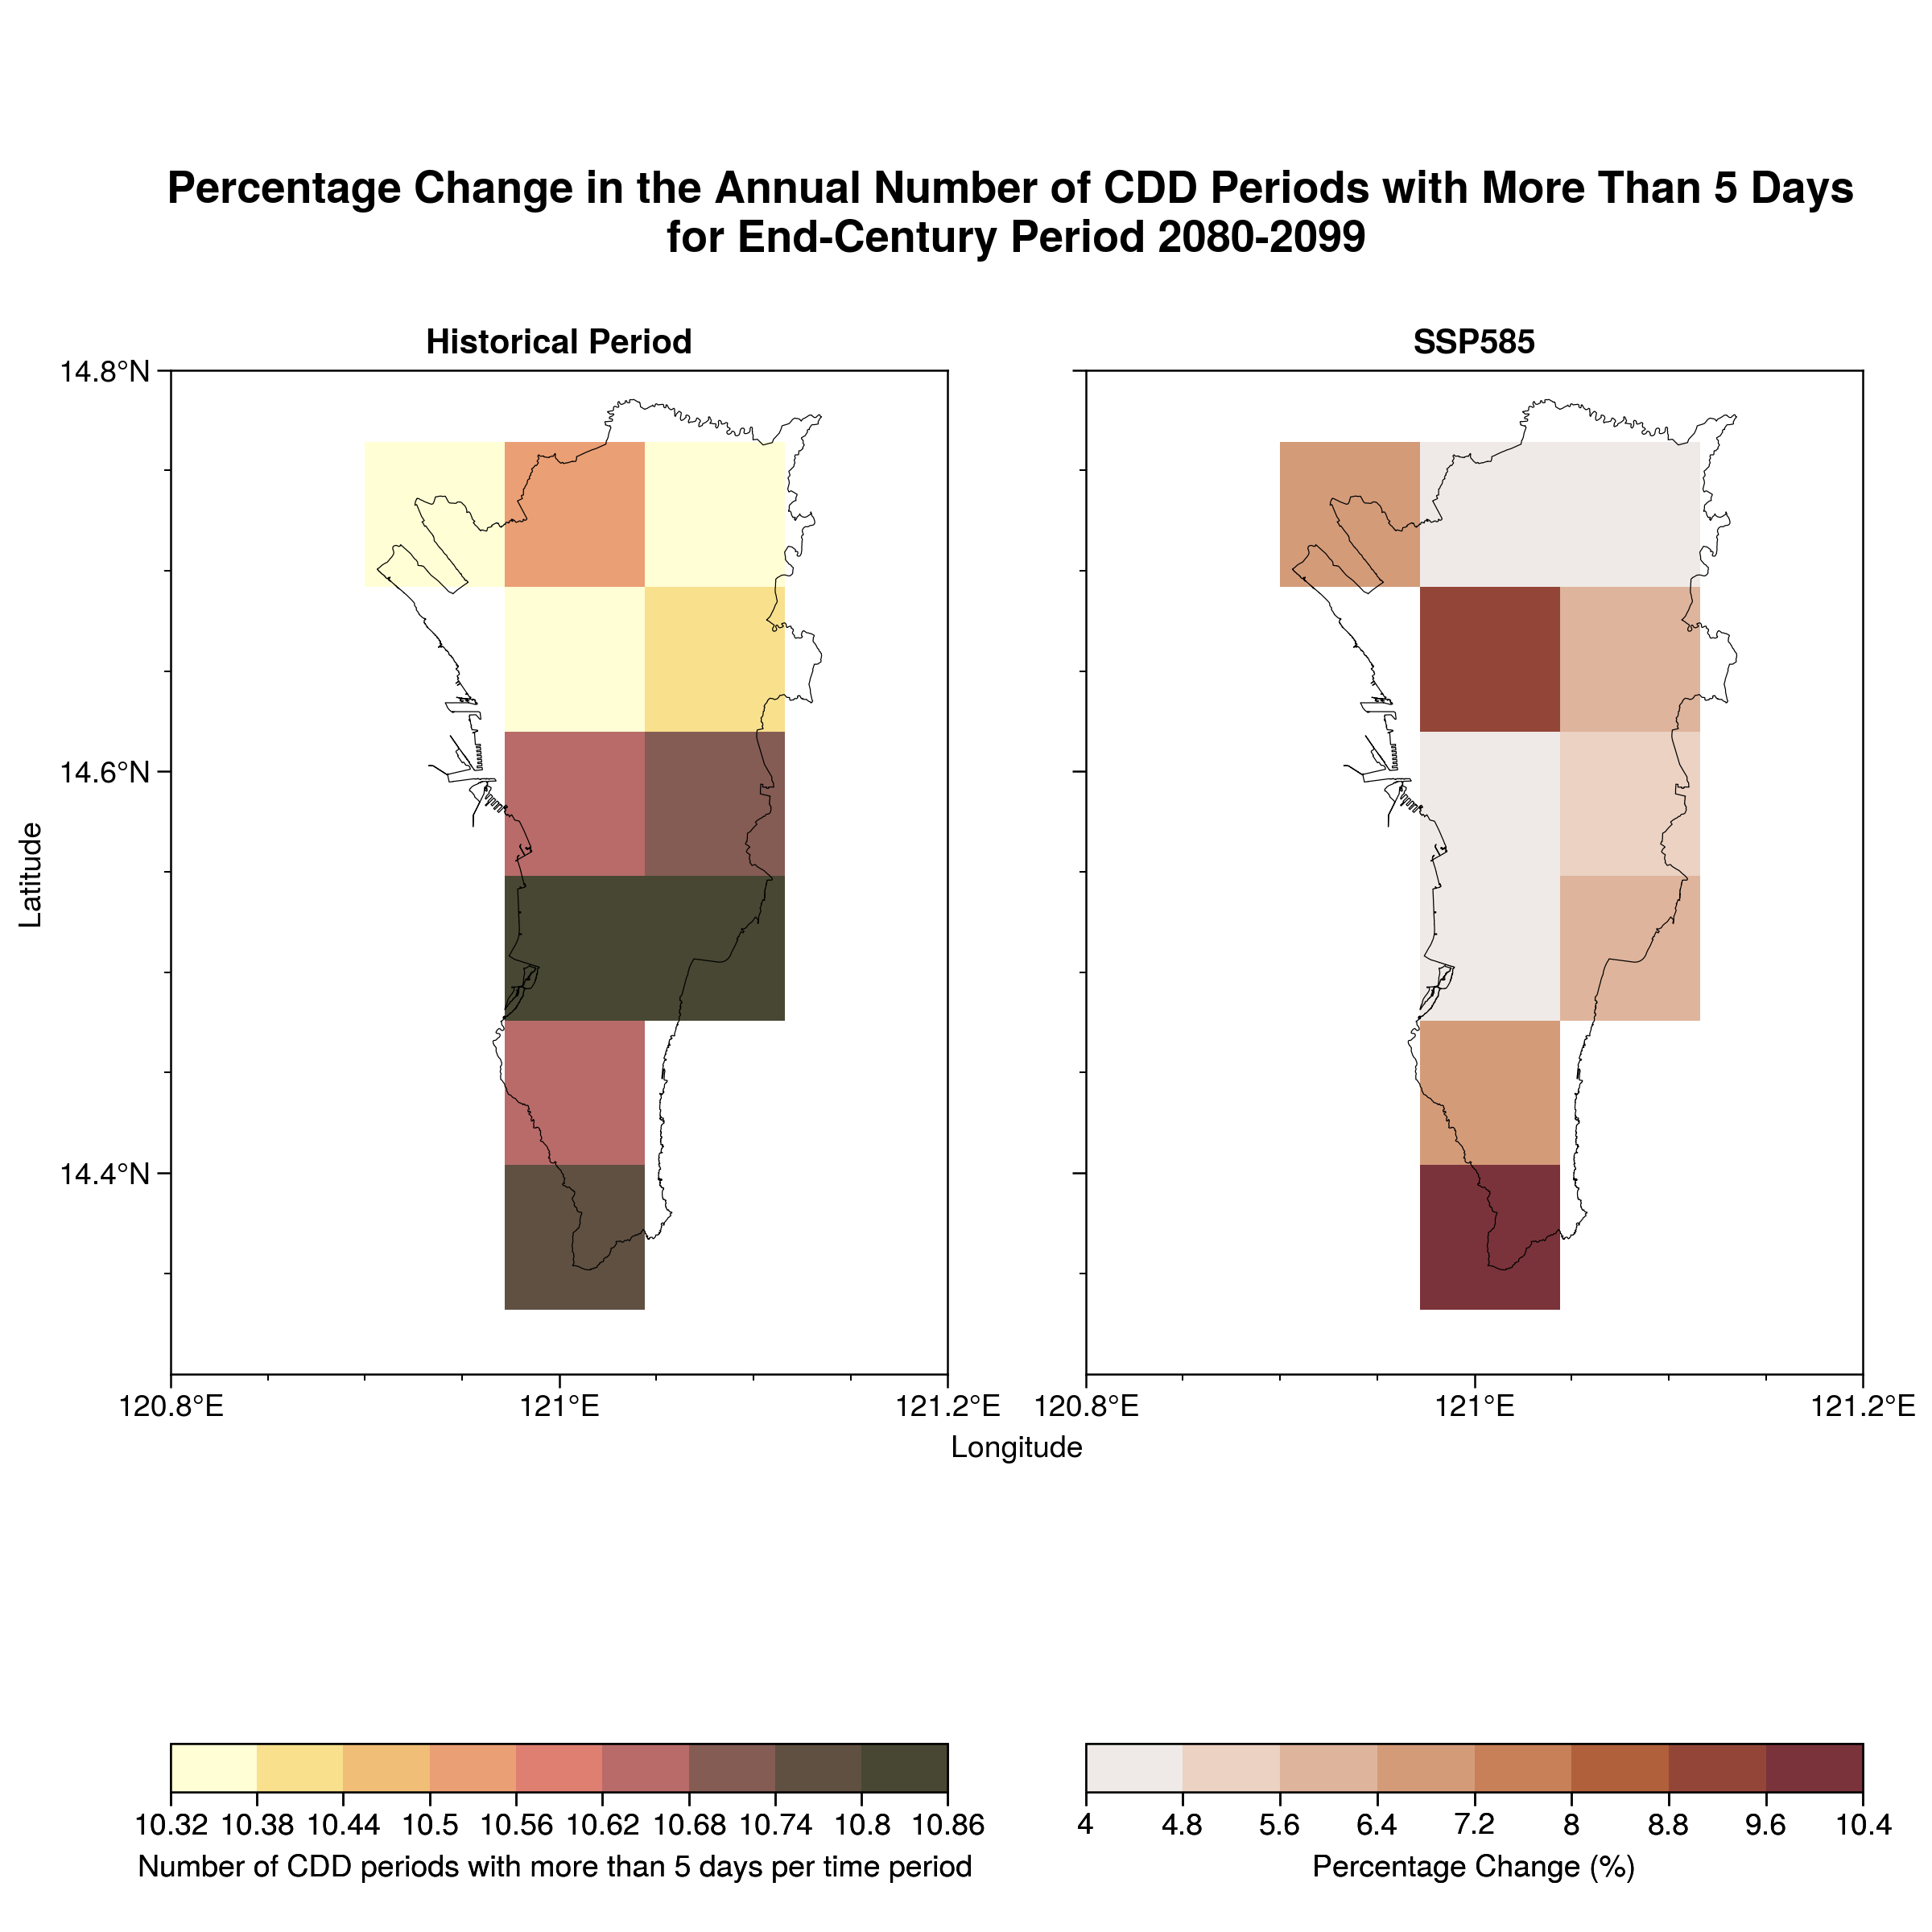 Percentage Change in the Annual Number of CDD Periods with More Than 5 Days
for End-Century Period 2080-2099
Historical Period
SSP585
14.8°N
14.6°N
14.4°N
Latitude
120.8°E 121°E 121.2°E
120.8°E 121°E 121.2°E
Longitude
10.32 10.38 10.44 10.5 10.56 10.62 10.68 10.74 10.8 10.86
Number of CDD periods with more than 5 days per time period
4 4.8 5.6 6.4 7.2 8 8.8 9.6 10.4
Percentage Change (%)